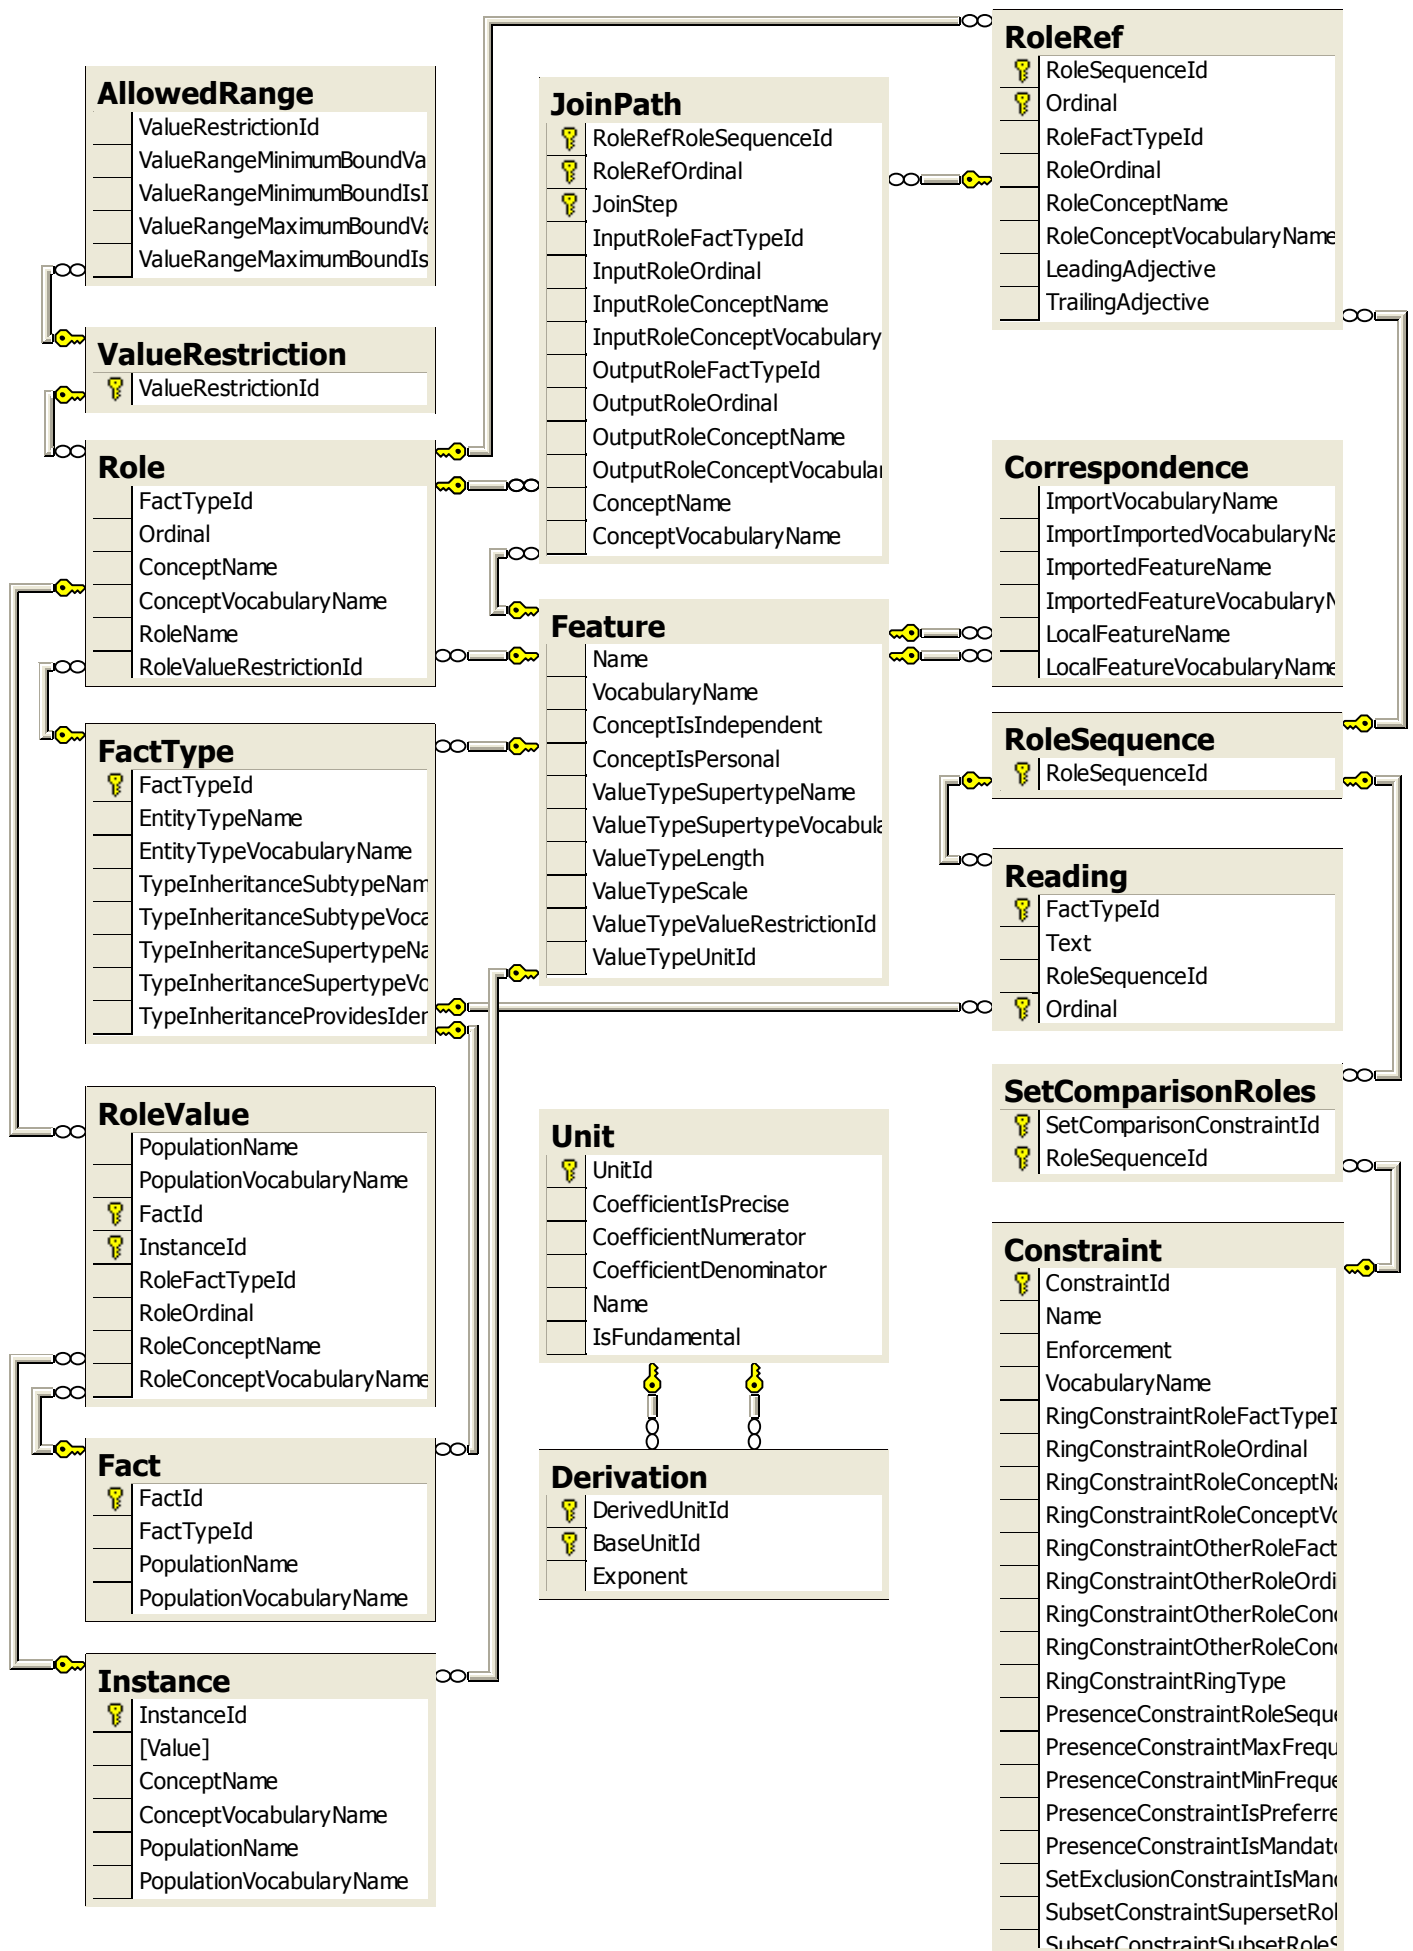 AllowedRange
ValueRestrictionId
ValueRangeMinimumBoundVa
ValueRangeMinimumBoundIsI
ValueRangeMaximumBoundVa
ValueRangeMaximumBoundIs
ValueRestriction
ValueRestrictionId
Role
FactTypeId
Ordinal
ConceptName
ConceptVocabularyName
RoleName
RoleValueRestrictionId
FactType
FactTypeId
EntityTypeName
EntityTypeVocabularyName
TypeInheritanceSubtypeNam
TypeInheritanceSubtypeVoca
TypeInheritanceSupertypeNa
TypeInheritanceSupertypeVo
TypeInheritanceProvidesIden
RoleValue
PopulationName
PopulationVocabularyName
FactId
InstanceId
RoleFactTypeId
RoleOrdinal
RoleConceptName
RoleConceptVocabularyName
Fact
FactId
FactTypeId
PopulationName
PopulationVocabularyName
Instance
InstanceId
[Value]
ConceptName
ConceptVocabularyName
PopulationName
PopulationVocabularyName
JoinPath
RoleRefRoleSequenceId
RoleRefOrdinal
JoinStep
InputRoleFactTypeId
InputRoleOrdinal
InputRoleConceptName
InputRoleConceptVocabulary
OutputRoleFactTypeId
OutputRoleOrdinal
OutputRoleConceptName
OutputRoleConceptVocabular
ConceptName
ConceptVocabularyName
Feature
Name
VocabularyName
ConceptIsIndependent
ConceptIsPersonal
ValueTypeSupertypeName
ValueTypeSupertypeVocabula
ValueTypeLength
ValueTypeScale
ValueTypeValueRestrictionId
ValueTypeUnitId
Unit
UnitId
CoefficientIsPrecise
CoefficientNumerator
CoefficientDenominator
Name
IsFundamental
Derivation
DerivedUnitId
BaseUnitId
Exponent
RoleRef
RoleSequenceId
Ordinal
RoleFactTypeId
RoleOrdinal
RoleConceptName
RoleConceptVocabularyName
LeadingAdjective
TrailingAdjective
Correspondence
ImportVocabularyName
ImportImportedVocabularyNa
ImportedFeatureName
ImportedFeatureVocabularyN
LocalFeatureName
LocalFeatureVocabularyName
RoleSequence
RoleSequenceId
Reading
FactTypeId
Text
RoleSequenceId
Ordinal
SetComparisonRoles
SetComparisonConstraintId
RoleSequenceId
Constraint
ConstraintId
Name
Enforcement
VocabularyName
RingConstraintRoleFactTypeI
RingConstraintRoleOrdinal
RingConstraintRoleConceptNa
RingConstraintRoleConceptVo
RingConstraintOtherRoleFact
RingConstraintOtherRoleOrdi
RingConstraintOtherRoleConc
RingConstraintOtherRoleConc
RingConstraintRingType
PresenceConstraintRoleSeque
PresenceConstraintMaxFrequ
PresenceConstraintMinFreque
PresenceConstraintIsPreferre
PresenceConstraintIsMandato
SetExclusionConstraintIsMand
SubsetConstraintSupersetRol
SubsetConstraintSubsetRoleS